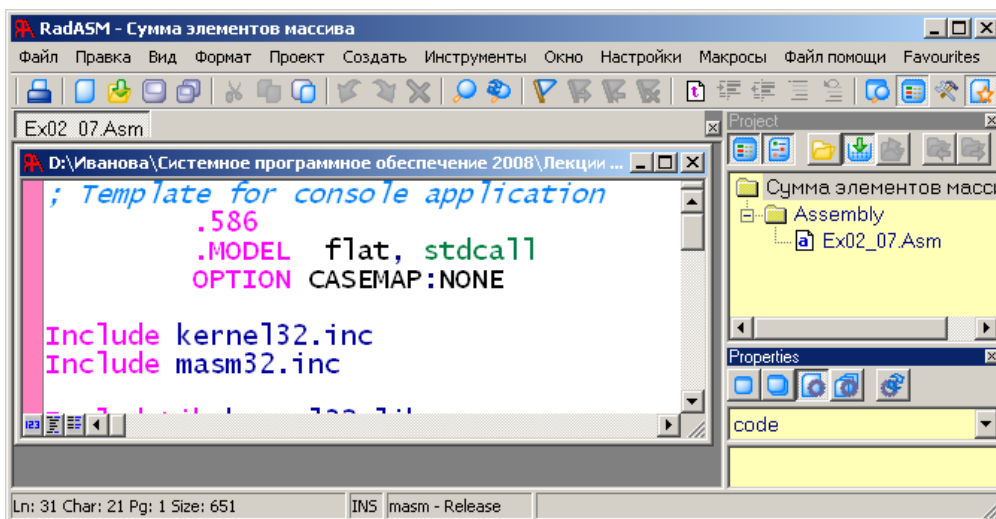 RadASM - Сумма элементов массива
Файл Правка Вид Формат Проект Создать Инструменты Окно Настройки Макросы Файл помощи Favourites
Ex02_07.Asm
D:\Иванова\Системное программное обеспечение 2008\Лекции ...
; Template for console application
.586
.MODEL flat, stdcall
OPTION CASEMAP:NONE
Include kernel32.inc
Include masm32.inc
Project
Сумма элементов масси
Assembly
Ex02_07.Asm
Properties
code
Ln: 31 Char: 21 Pg: 1 Size: 651 INS masm - Release